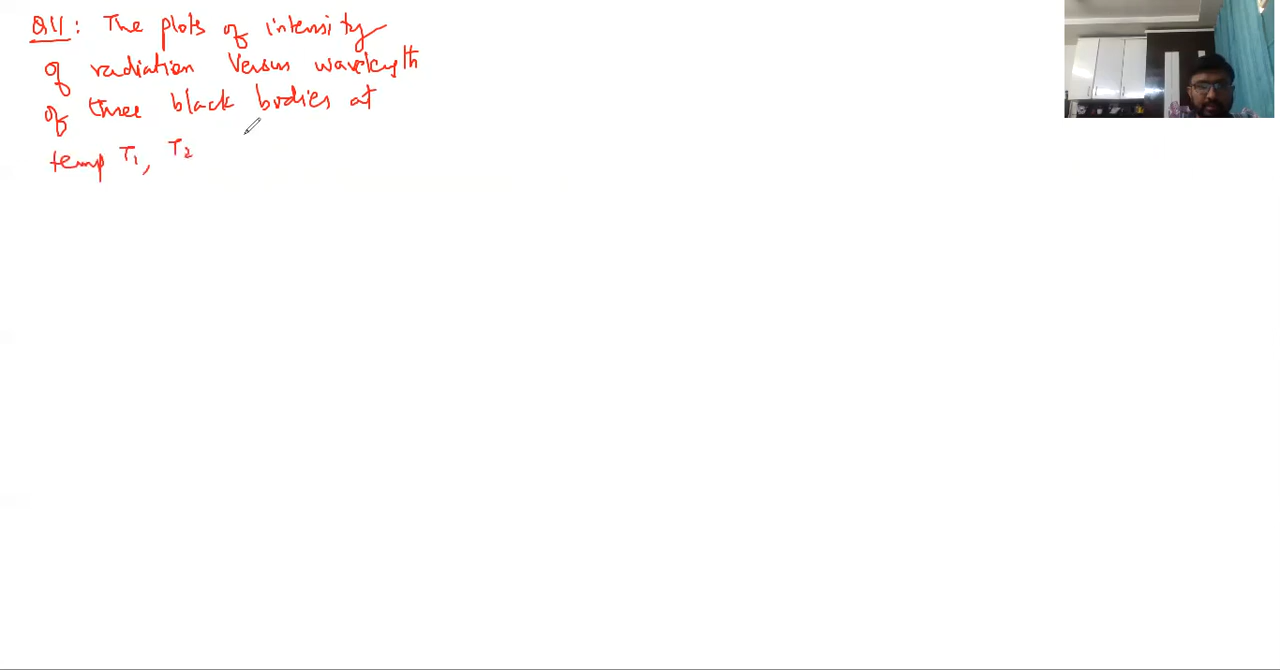 Q11: The plots of intensity
of radiation Versus wavelength
of three black bodies at
temp T₁, T₂